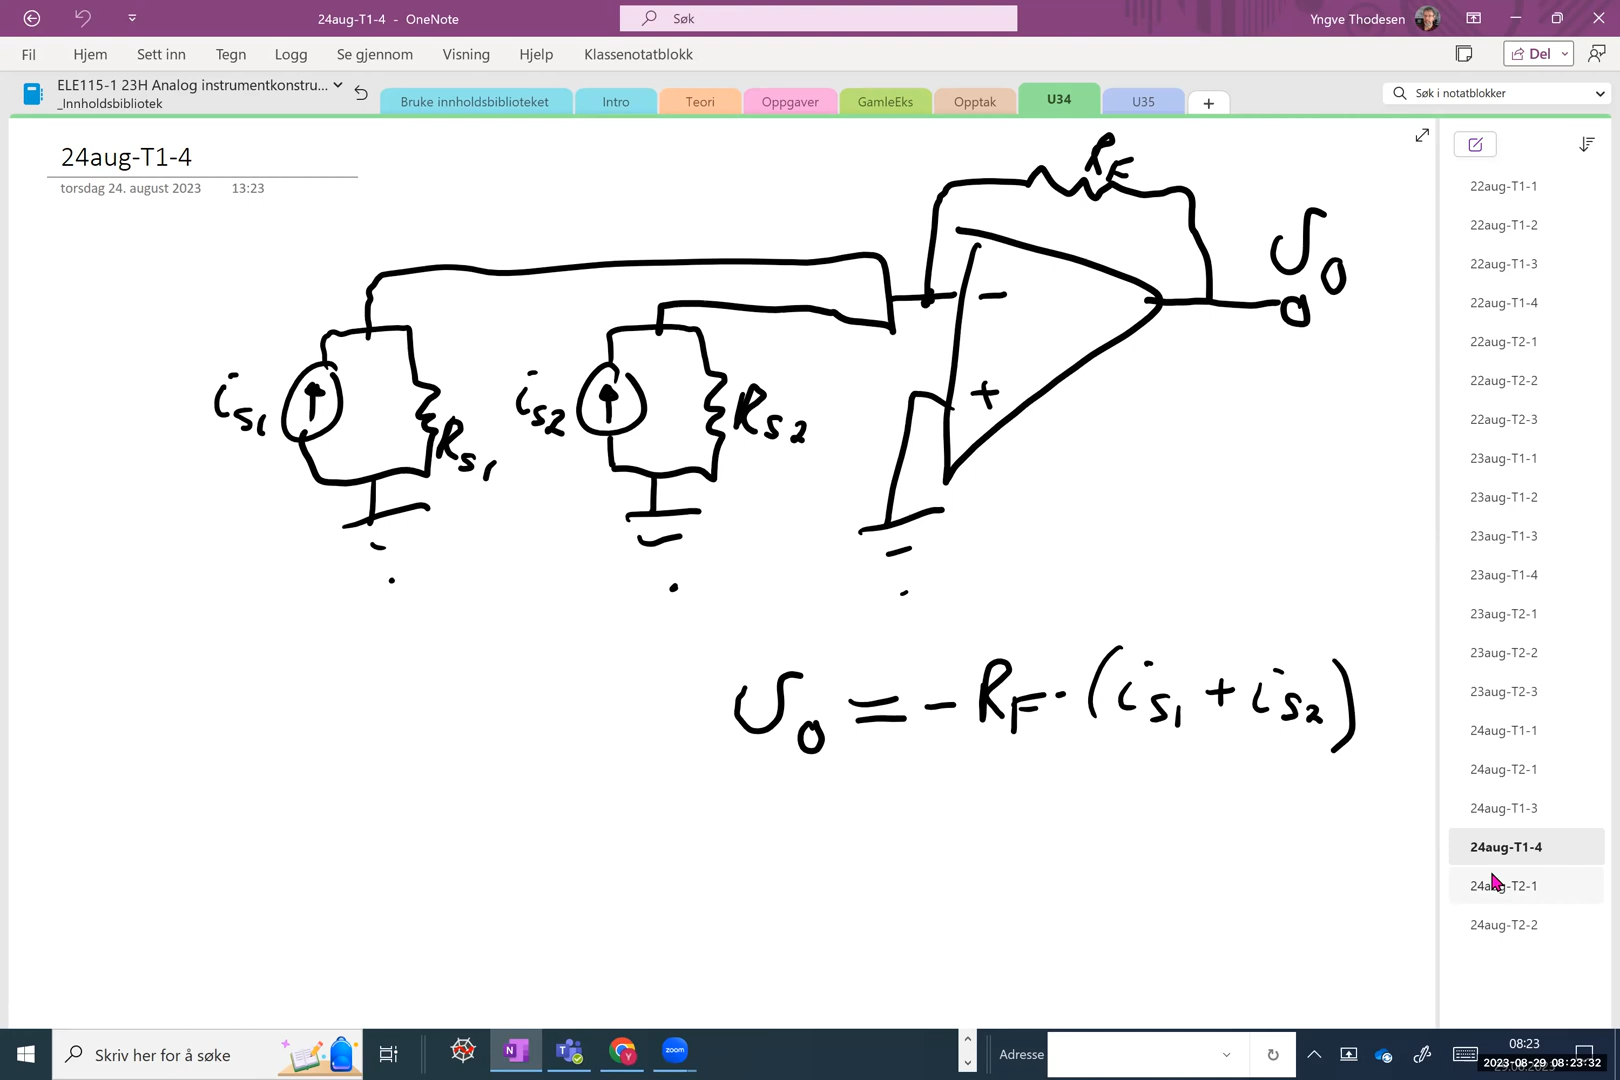 24aug-T1-4 - OneNote
Søk
Yngve Thodesen
Fil Hjem Sett inn Tegn Logg Se gjennom Visning Hjelp Klassenotatblokk
Del
ELE115-1 23H Analog instrumentkonstru...
_Innholdsbibliotek
Bruke innholdsbiblioteket Intro Teori Oppgaver GamleEks Opptak U34 U35 +
Søk i notatblokker
24aug-T1-4
torsdag 24. august 2023 13:23
RF
υo
-
+
is1
Rs1
is2
Rs2
υo = - RF · (is1 + is2)
22aug-T1-1
22aug-T1-2
22aug-T1-3
22aug-T1-4
22aug-T2-1
22aug-T2-2
22aug-T2-3
23aug-T1-1
23aug-T1-2
23aug-T1-3
23aug-T1-4
23aug-T2-1
23aug-T2-2
23aug-T2-3
24aug-T1-1
24aug-T2-1
24aug-T1-3
24aug-T1-4
24aug-T2-1
24aug-T2-2
Skriv her for å søke
zoom
Adresse
08:23
2023-08-29 08:23:32